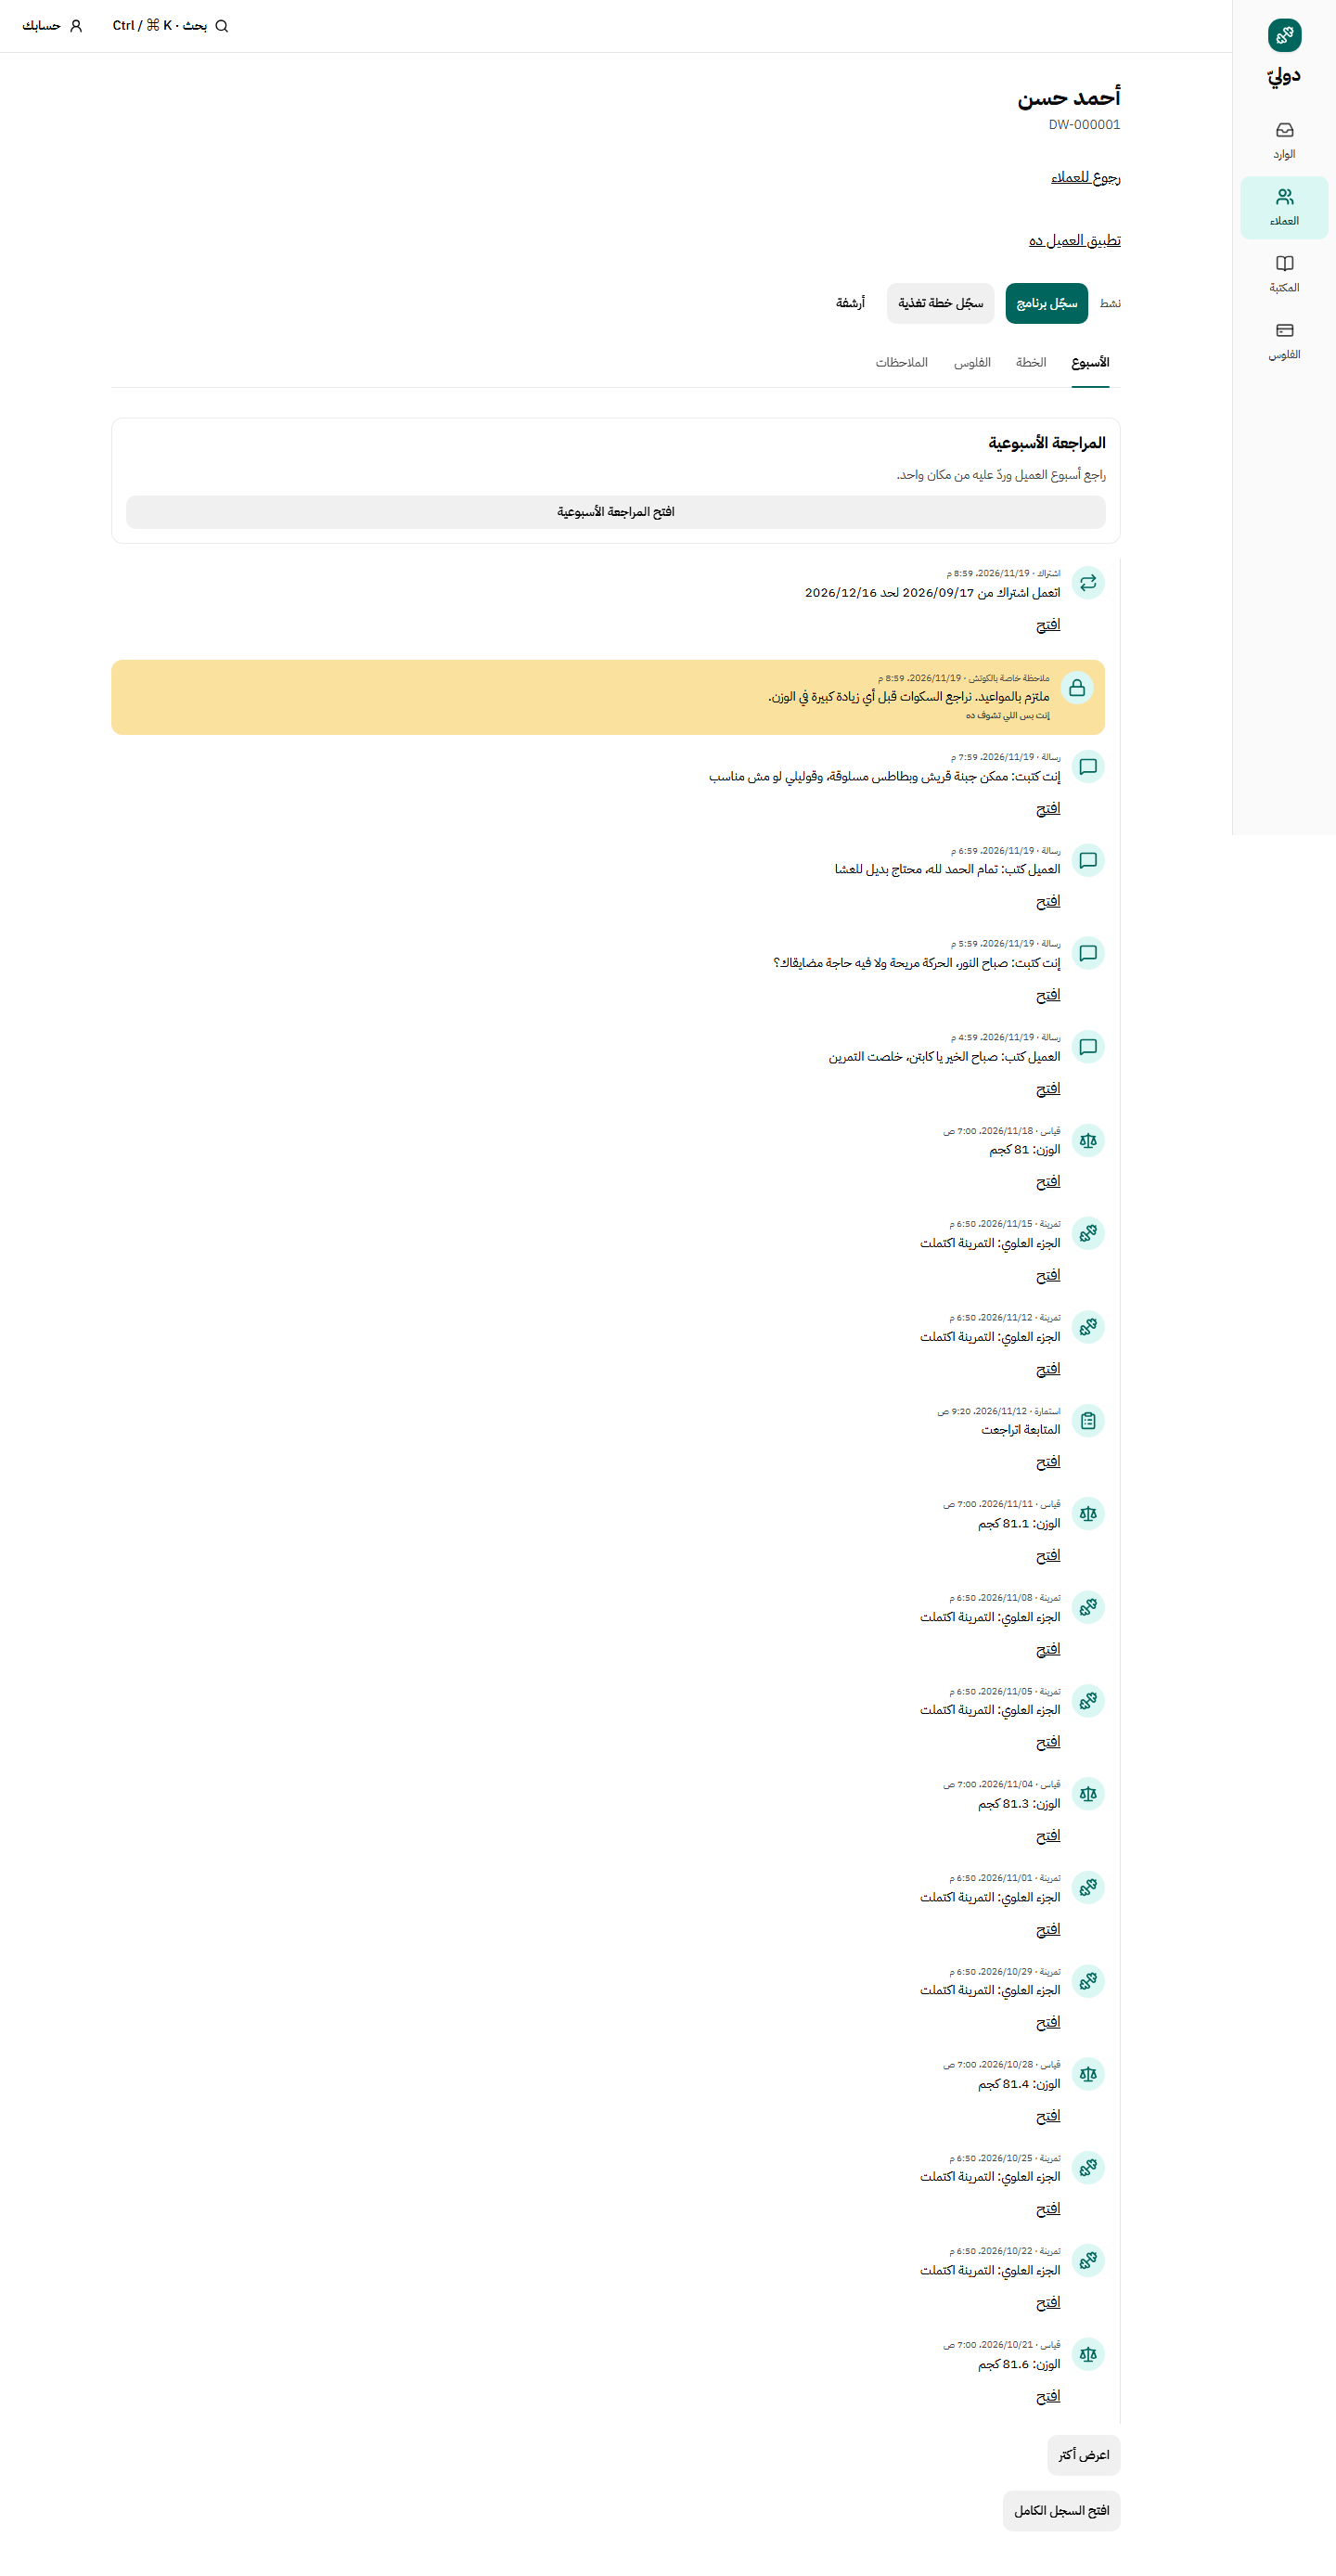 دوليّ
الوارد
العملاء
المكتبة
الفلوس
بحث · Ctrl / ⌘ K
حسابك
أحمد حسن
DW-000001
رجوع للعملاء
تطبيق العميل ده
نشط
سجّل برنامج
سجّل خطة تغذية
أرشفة
الأسبوع
الخطة
الفلوس
الملاحظات
المراجعة الأسبوعية
راجع أسبوع العميل وردّ عليه من مكان واحد.
افتح المراجعة الأسبوعية
اشتراك · 2026/11/19، 8:59 م
اتعمل اشتراك من 2026/09/17 لحد 2026/12/16
افتح
ملاحظة خاصة بالكوتش · 2026/11/19، 8:59 م
ملتزم بالمواعيد. نراجع السكوات قبل أي زيادة كبيرة في الوزن.
إنت بس اللي تشوف ده
رسالة · 2026/11/19، 7:59 م
إنت كتبت: ممكن جبنة قريش وبطاطس مسلوقة، وقوليلي لو مش مناسب
افتح
رسالة · 2026/11/19، 6:59 م
العميل كتب: تمام الحمد لله، محتاج بديل للعشا
افتح
رسالة · 2026/11/19، 5:59 م
إنت كتبت: صباح النور، الحركة مريحة ولا فيه حاجة مضايقاك؟
افتح
رسالة · 2026/11/19، 4:59 م
العميل كتب: صباح الخير يا كابتن، خلصت التمرين
افتح
قياس · 2026/11/18، 7:00 ص
الوزن: 81 كجم
افتح
تمرينة · 2026/11/15، 6:50 م
الجزء العلوي: التمرينة اكتملت
افتح
تمرينة · 2026/11/12، 6:50 م
الجزء العلوي: التمرينة اكتملت
افتح
استمارة · 2026/11/12، 9:20 ص
المتابعة اتراجعت
افتح
قياس · 2026/11/11، 7:00 ص
الوزن: 81.1 كجم
افتح
تمرينة · 2026/11/08، 6:50 م
الجزء العلوي: التمرينة اكتملت
افتح
تمرينة · 2026/11/05، 6:50 م
الجزء العلوي: التمرينة اكتملت
افتح
قياس · 2026/11/04، 7:00 ص
الوزن: 81.3 كجم
افتح
تمرينة · 2026/11/01، 6:50 م
الجزء العلوي: التمرينة اكتملت
افتح
تمرينة · 2026/10/29، 6:50 م
الجزء العلوي: التمرينة اكتملت
افتح
قياس · 2026/10/28، 7:00 ص
الوزن: 81.4 كجم
افتح
تمرينة · 2026/10/25، 6:50 م
الجزء العلوي: التمرينة اكتملت
افتح
تمرينة · 2026/10/22، 6:50 م
الجزء العلوي: التمرينة اكتملت
افتح
قياس · 2026/10/21، 7:00 ص
الوزن: 81.6 كجم
افتح
اعرض أكتر
افتح السجل الكامل